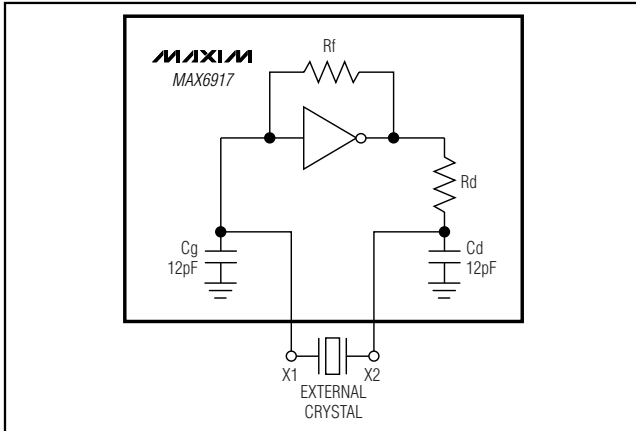 MAXIM
MAX6917
Rf
Rd
Cg
12pF
Cd
12pF
X1
X2
EXTERNAL
CRYSTAL